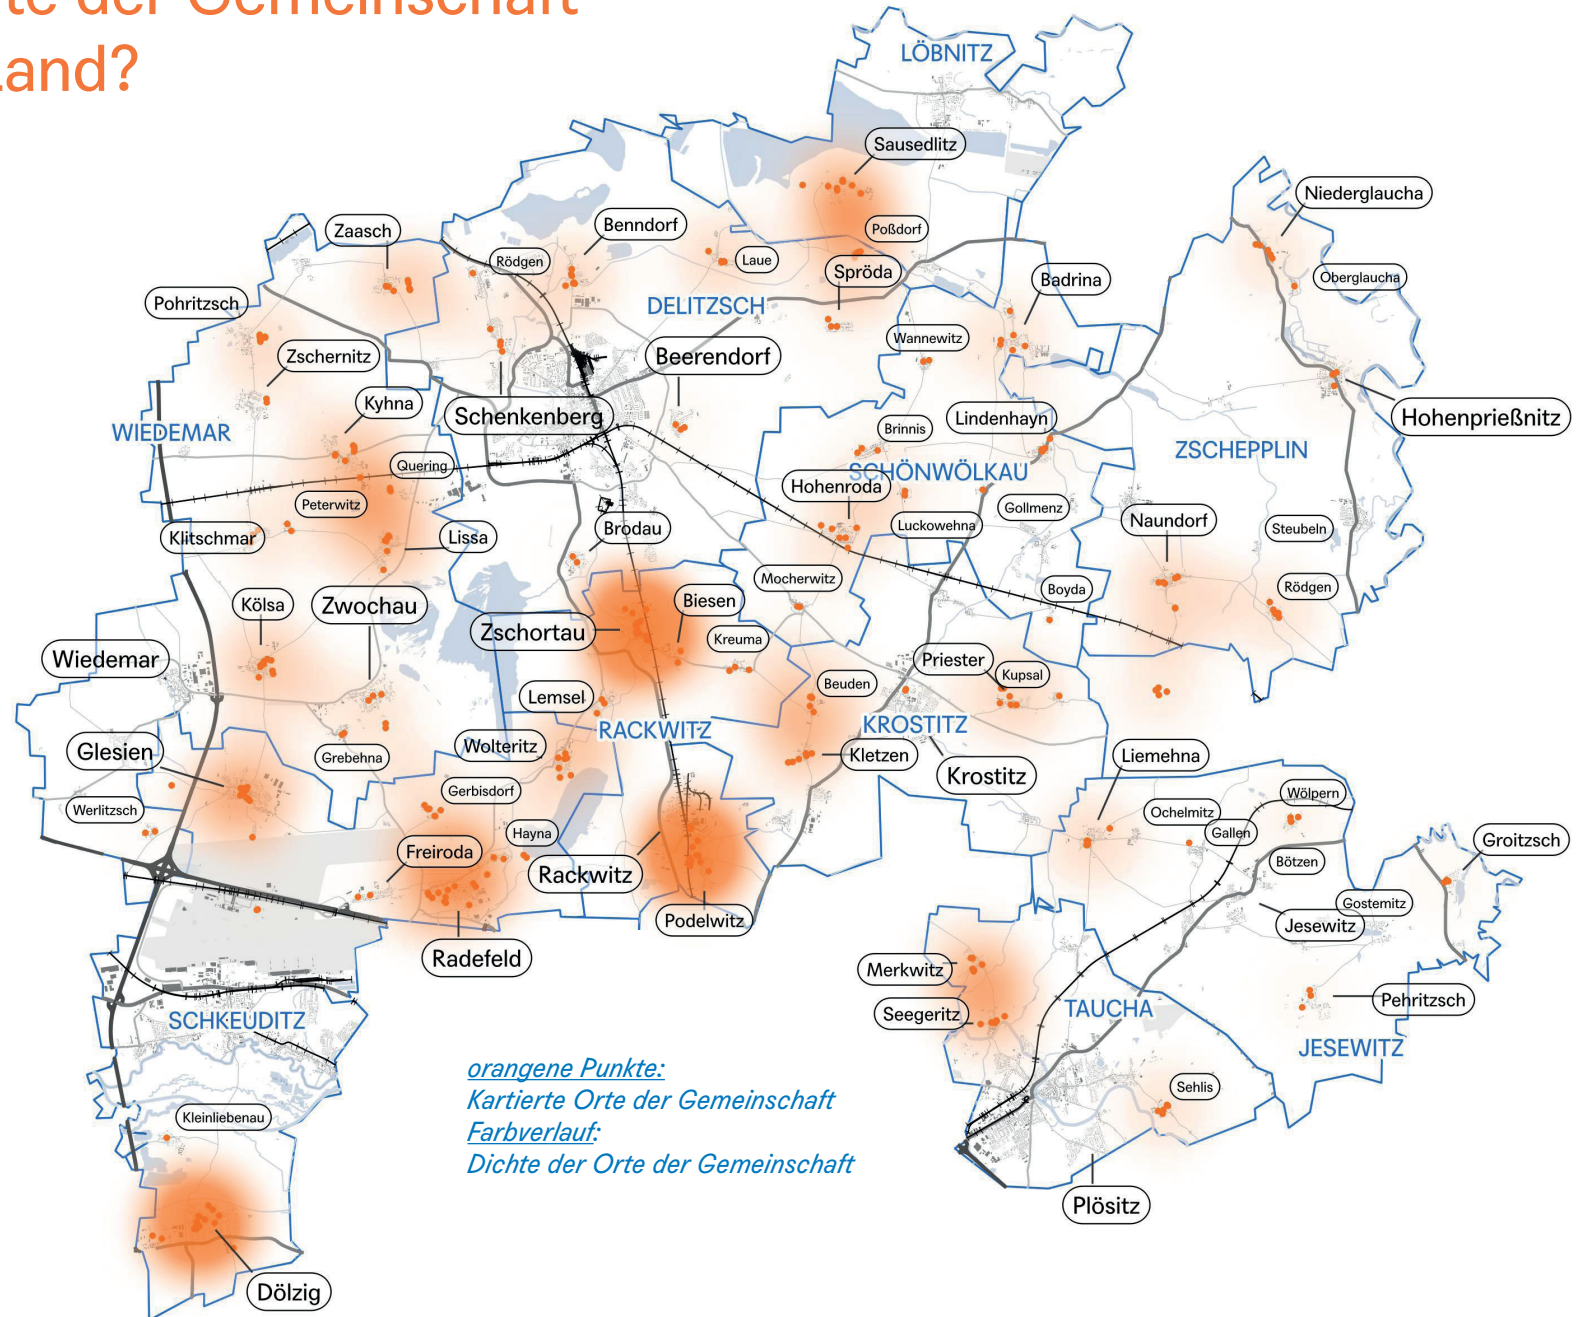 te der Gemeinschaft
Land?
LÖBNITZ
Sausedlitz
Niederglaucha
Zaasch
Benndorf
Poßdorf
Rödgen
Laue
Spröda
Badrina
Oberglaucha
Pohritzsch
DELITZSCH
Wannewitz
Zschernitz
Beerendorf
Kyhna
Schenkenberg
Lindenhayn
Hohenprießnitz
WIEDEMAR
Brinnis
ZSCHEPPLIN
Quering
SCHÖNWÖLKAU
Hohenroda
Peterwitz
Gollmenz
Klitschmar
Lissa
Brodau
Luckowehna
Naundorf
Steubeln
Mocherwitz
Boyda
Rödgen
Kölsa
Zwochau
Biesen
Zschortau
Kreuma
Wiedemar
Priester
Kupsal
Lemsel
Beuden
RACKWITZ
KROSTITZ
Glesien
Grebehna
Wolteritz
Kletzen
Liemehna
Krostitz
Werlitzsch
Gerbisdorf
Wölpern
Ochelmitz
Hayna
Gallen
Groitzsch
Freiroda
Bötzen
Rackwitz
Gostemitz
Podelwitz
Jesewitz
Radefeld
Merkwitz
Pehritzsch
Seegeritz
TAUCHA
SCHKEUDITZ
JESEWITZ
orangene Punkte:
Kartierte Orte der Gemeinschaft
Farbverlauf:
Dichte der Orte der Gemeinschaft
Sehlis
Kleinliebenau
Plösitz
Dölzig